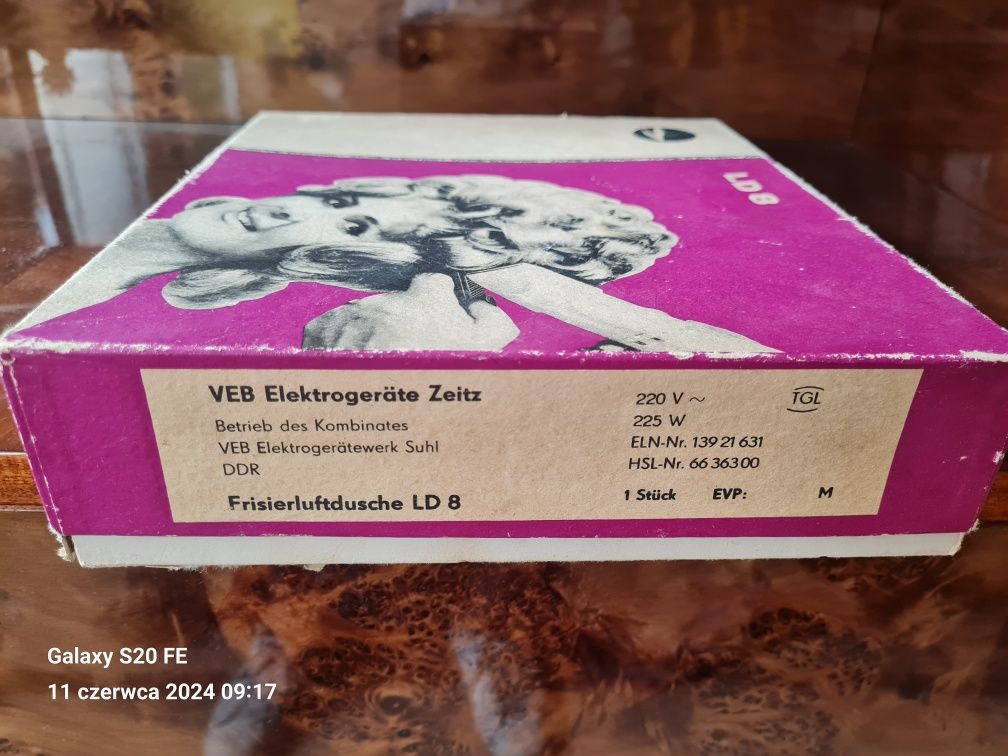 LD 8
VEB Elektrogeräte Zeitz
Betrieb des Kombinates
VEB Elektrogerätewerk Suhl
DDR
Frisierluftdusche LD 8
220 V ~
225 W
ELN-Nr. 139 21 631
HSL-Nr. 66 363 00
1 Stück EVP: M
TGL
Galaxy S20 FE
11 czerwca 2024 09:17